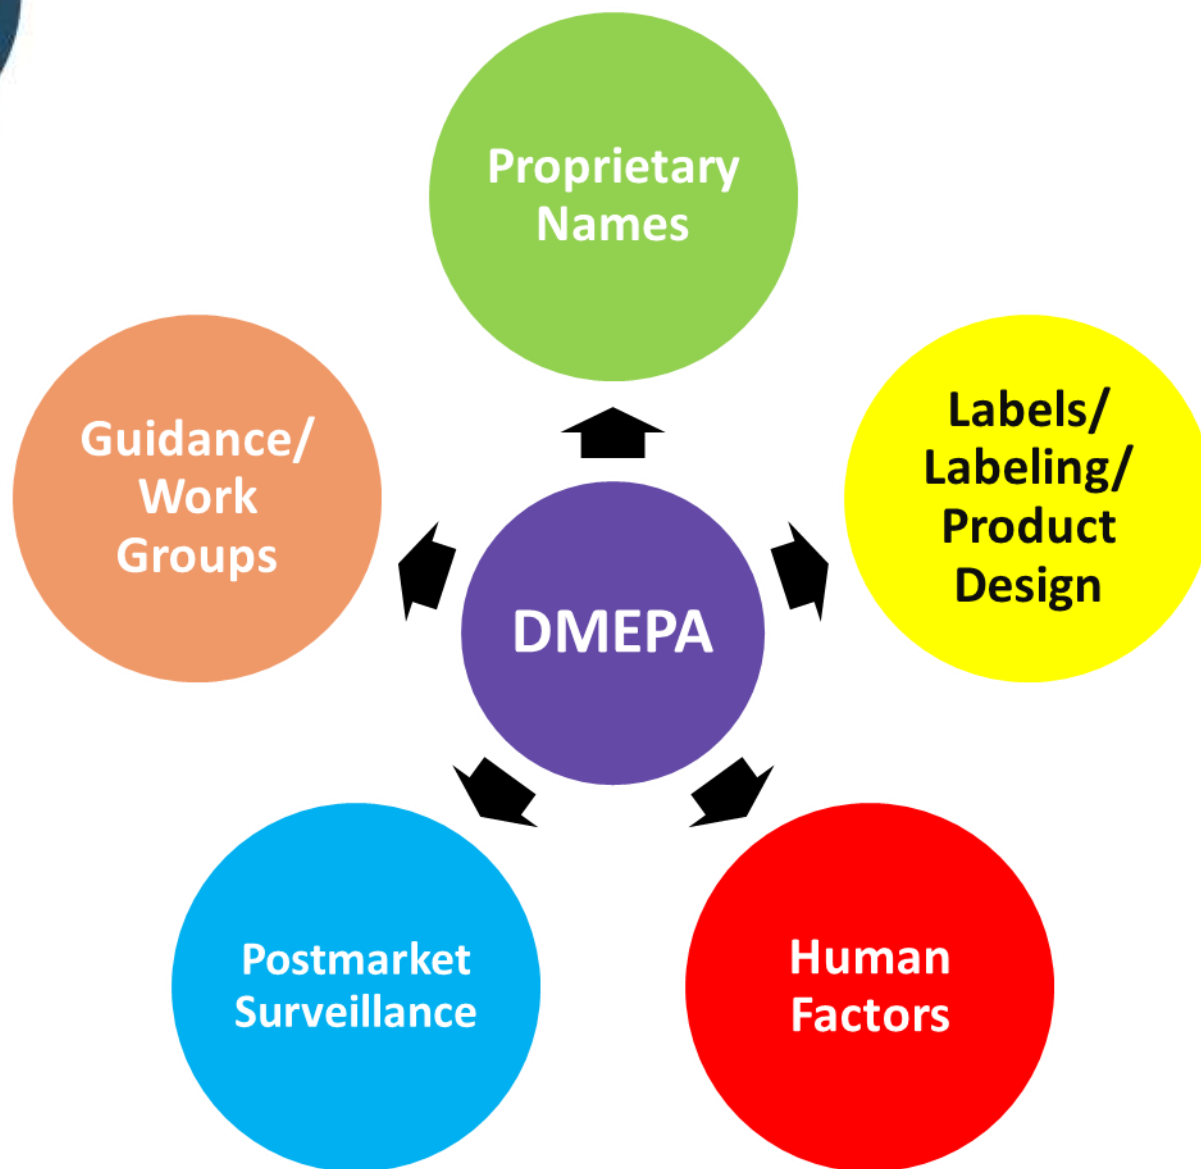 Proprietary
Names
Labels/
Labeling/
Product
Design
Guidance/
Work
Groups
DMEPA
Human
Factors
Postmarket
Surveillance